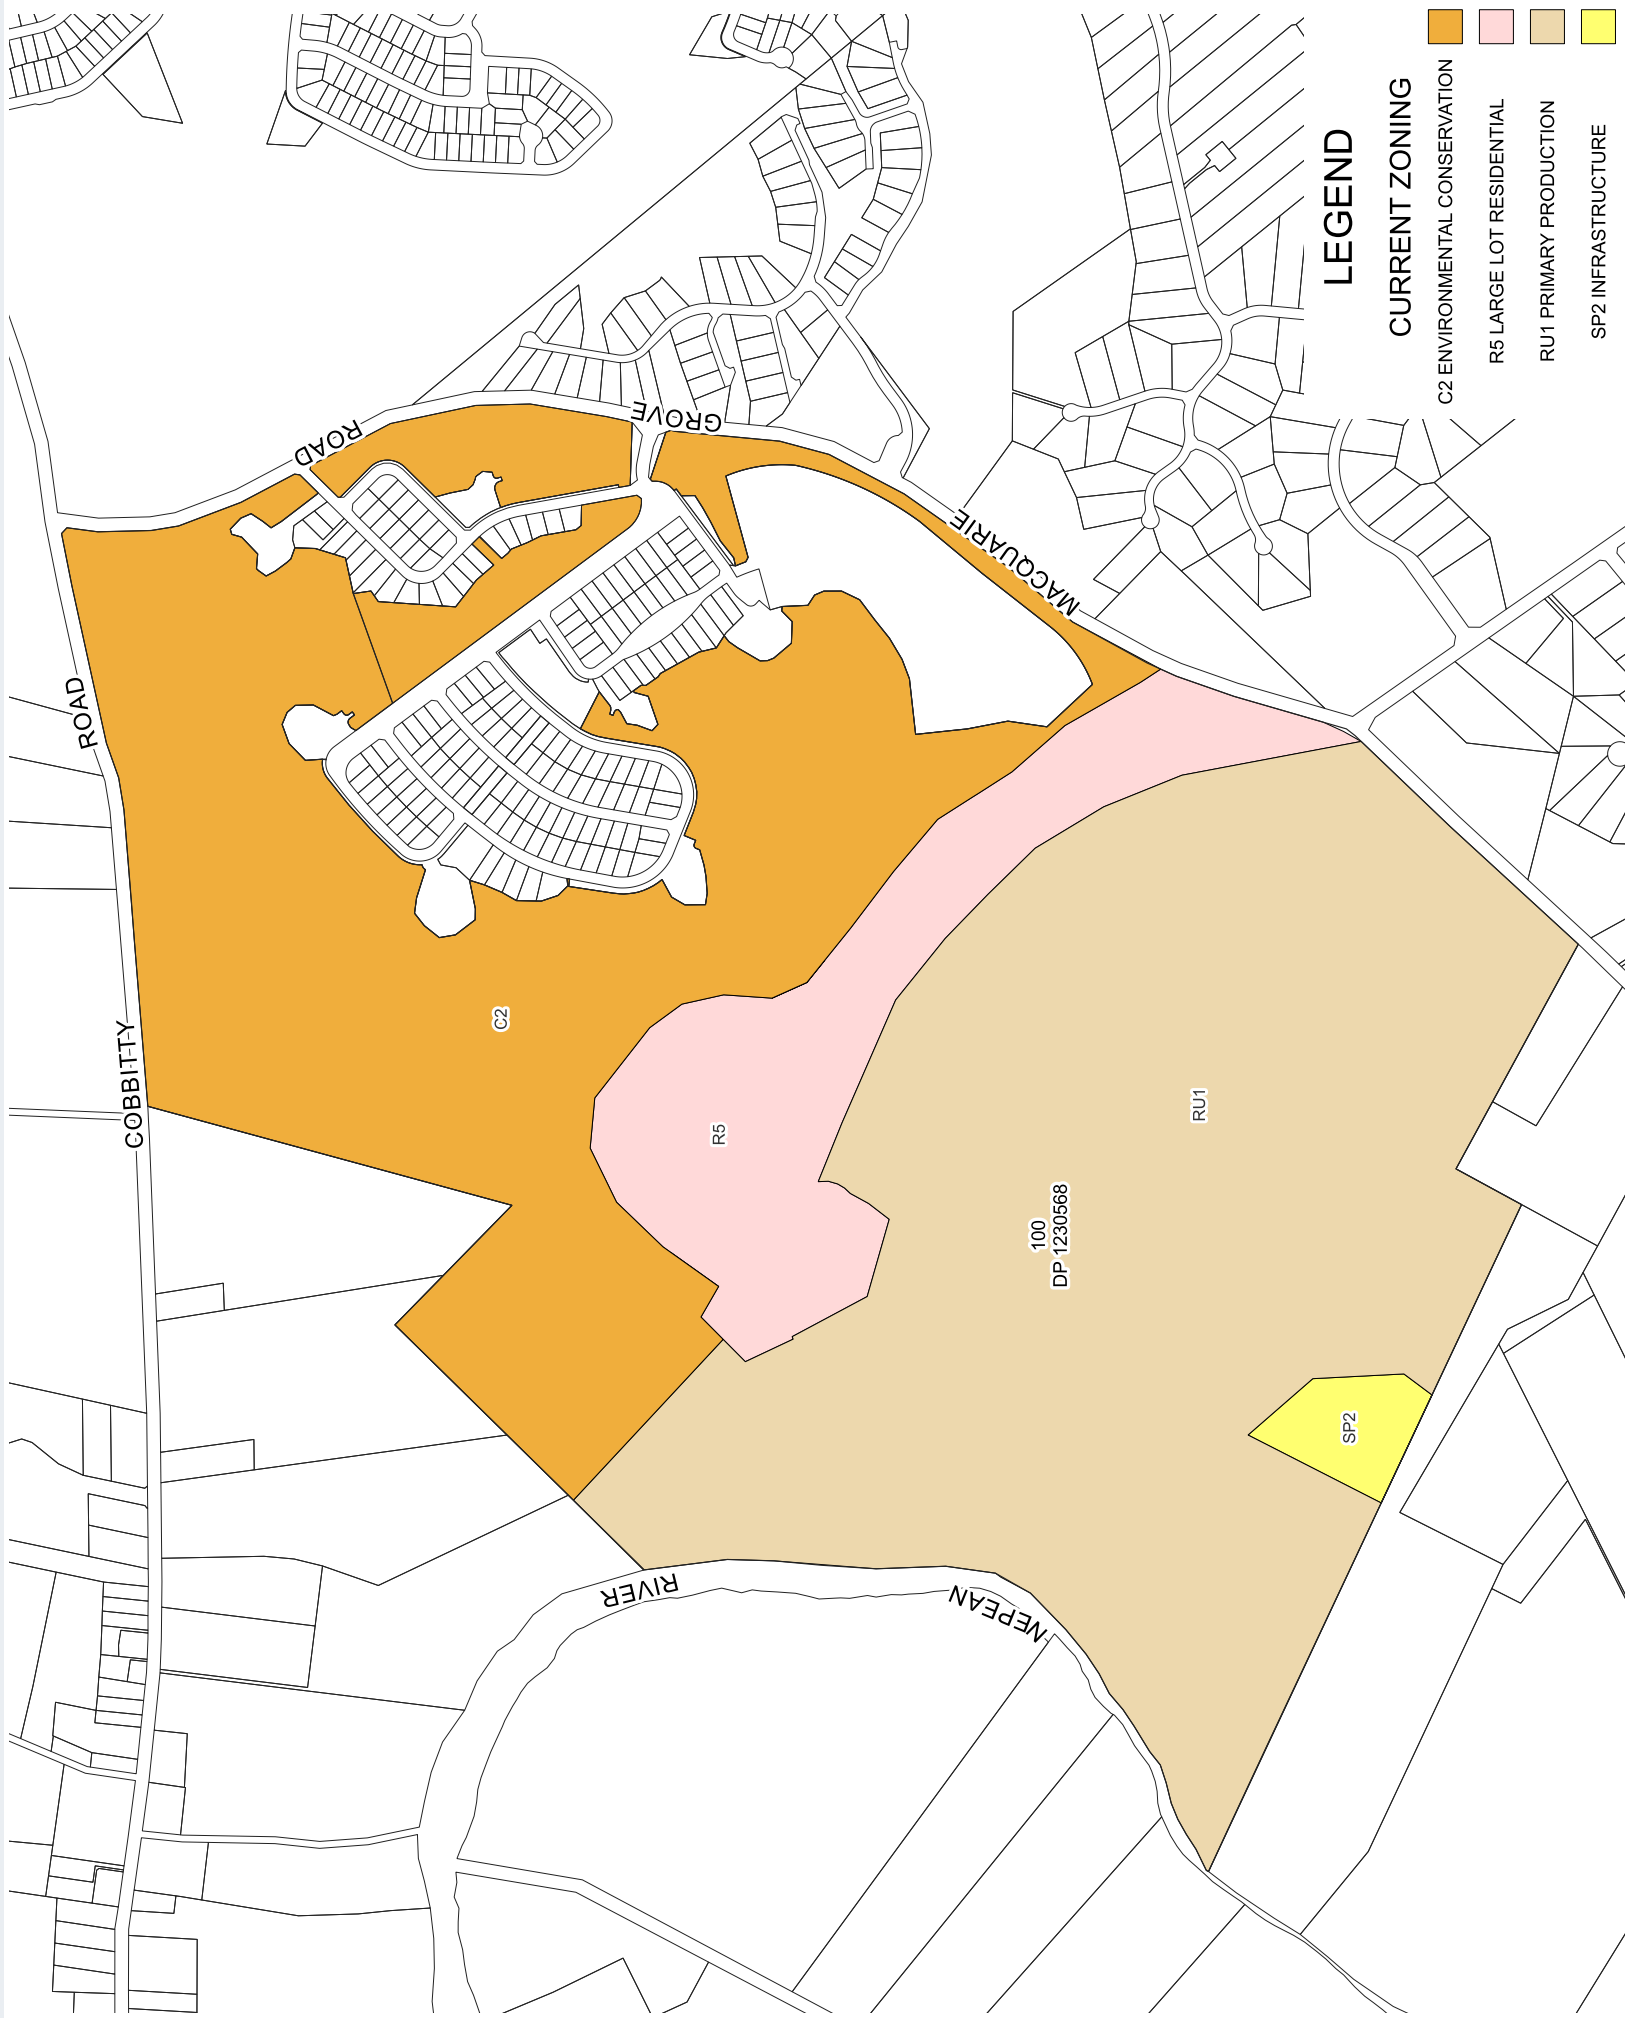 LEGEND
CURRENT ZONING
C2 ENVIRONMENTAL CONSERVATION
R5 LARGE LOT RESIDENTIAL
RU1 PRIMARY PRODUCTION
SP2 INFRASTRUCTURE
COBBITTY ROAD
MACQUARIE GROVE ROAD
C2
R5
RU1
100
DP 1230568
SP2
NEPEAN RIVER